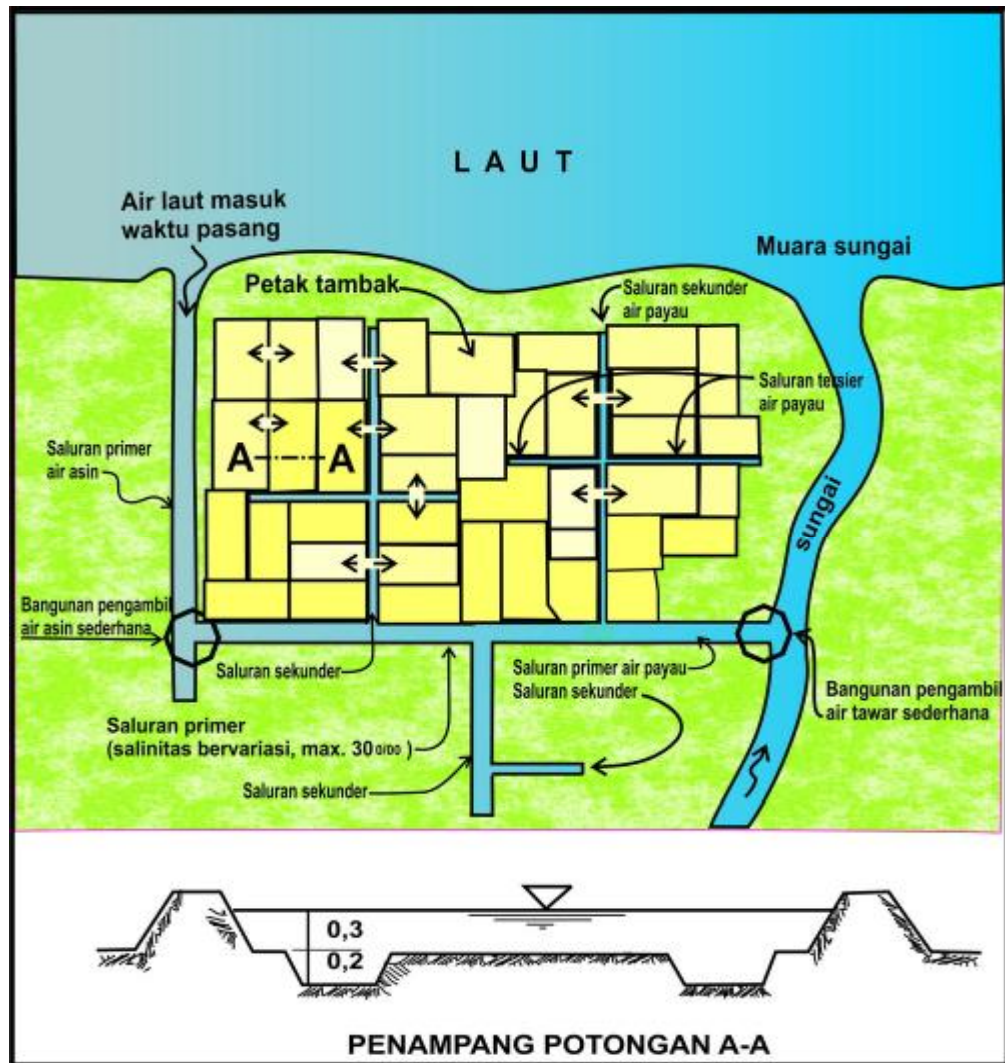 L A U T
Air laut masuk
waktu pasang
Muara sungai
Petak tambak
Saluran sekunder
air payau
Saluran tersier
air payau
Saluran primer
air asin
A
A
sungai
Bangunan pengambil
air asin sederhana
Saluran sekunder
Saluran primer air payau
Saluran sekunder
Bangunan pengambil
air tawar sederhana
Saluran primer
(salinitas bervariasi, max. 30 0/00 )
Saluran sekunder
0,3
0,2
PENAMPANG POTONGAN A-A